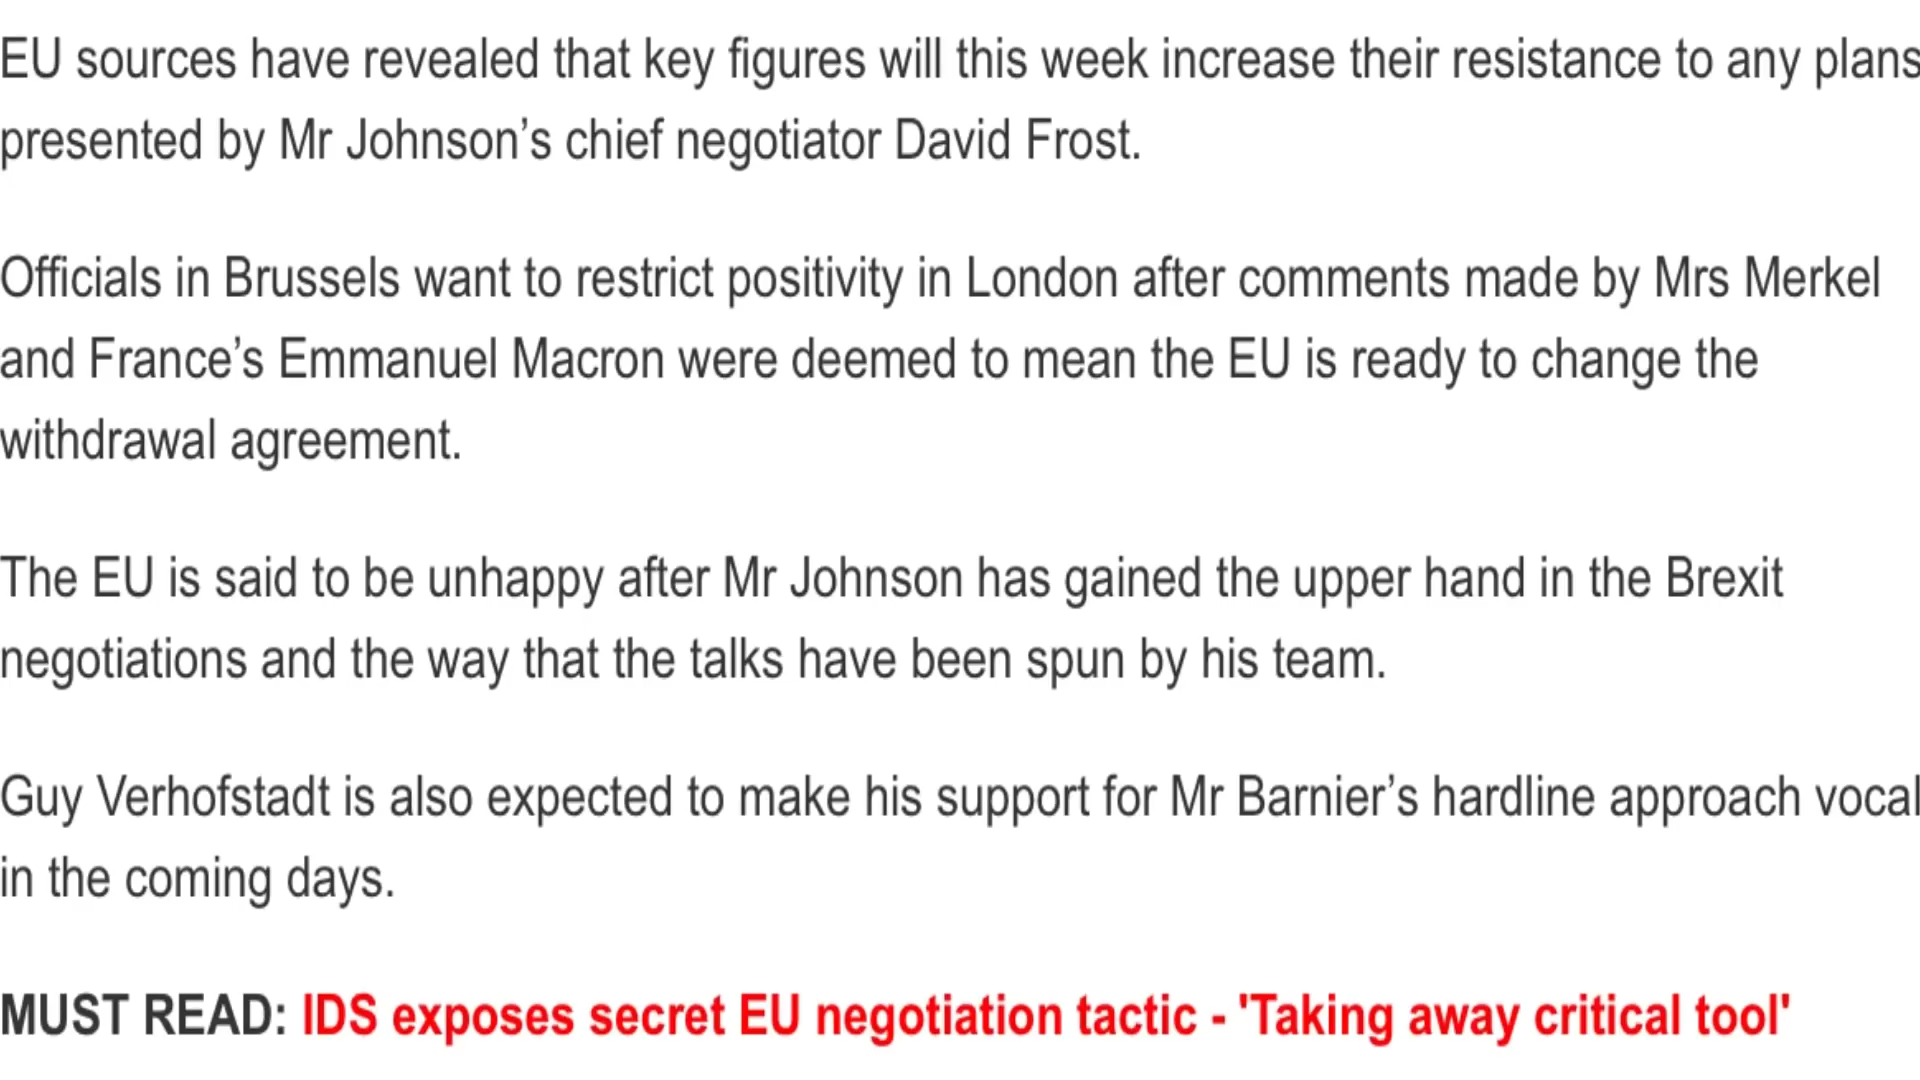 EU sources have revealed that key figures will this week increase their resistance to any plans
presented by Mr Johnson’s chief negotiator David Frost.
Officials in Brussels want to restrict positivity in London after comments made by Mrs Merkel
and France’s Emmanuel Macron were deemed to mean the EU is ready to change the
withdrawal agreement.
The EU is said to be unhappy after Mr Johnson has gained the upper hand in the Brexit
negotiations and the way that the talks have been spun by his team.
Guy Verhofstadt is also expected to make his support for Mr Barnier’s hardline approach vocal
in the coming days.
MUST READ: IDS exposes secret EU negotiation tactic - 'Taking away critical tool'